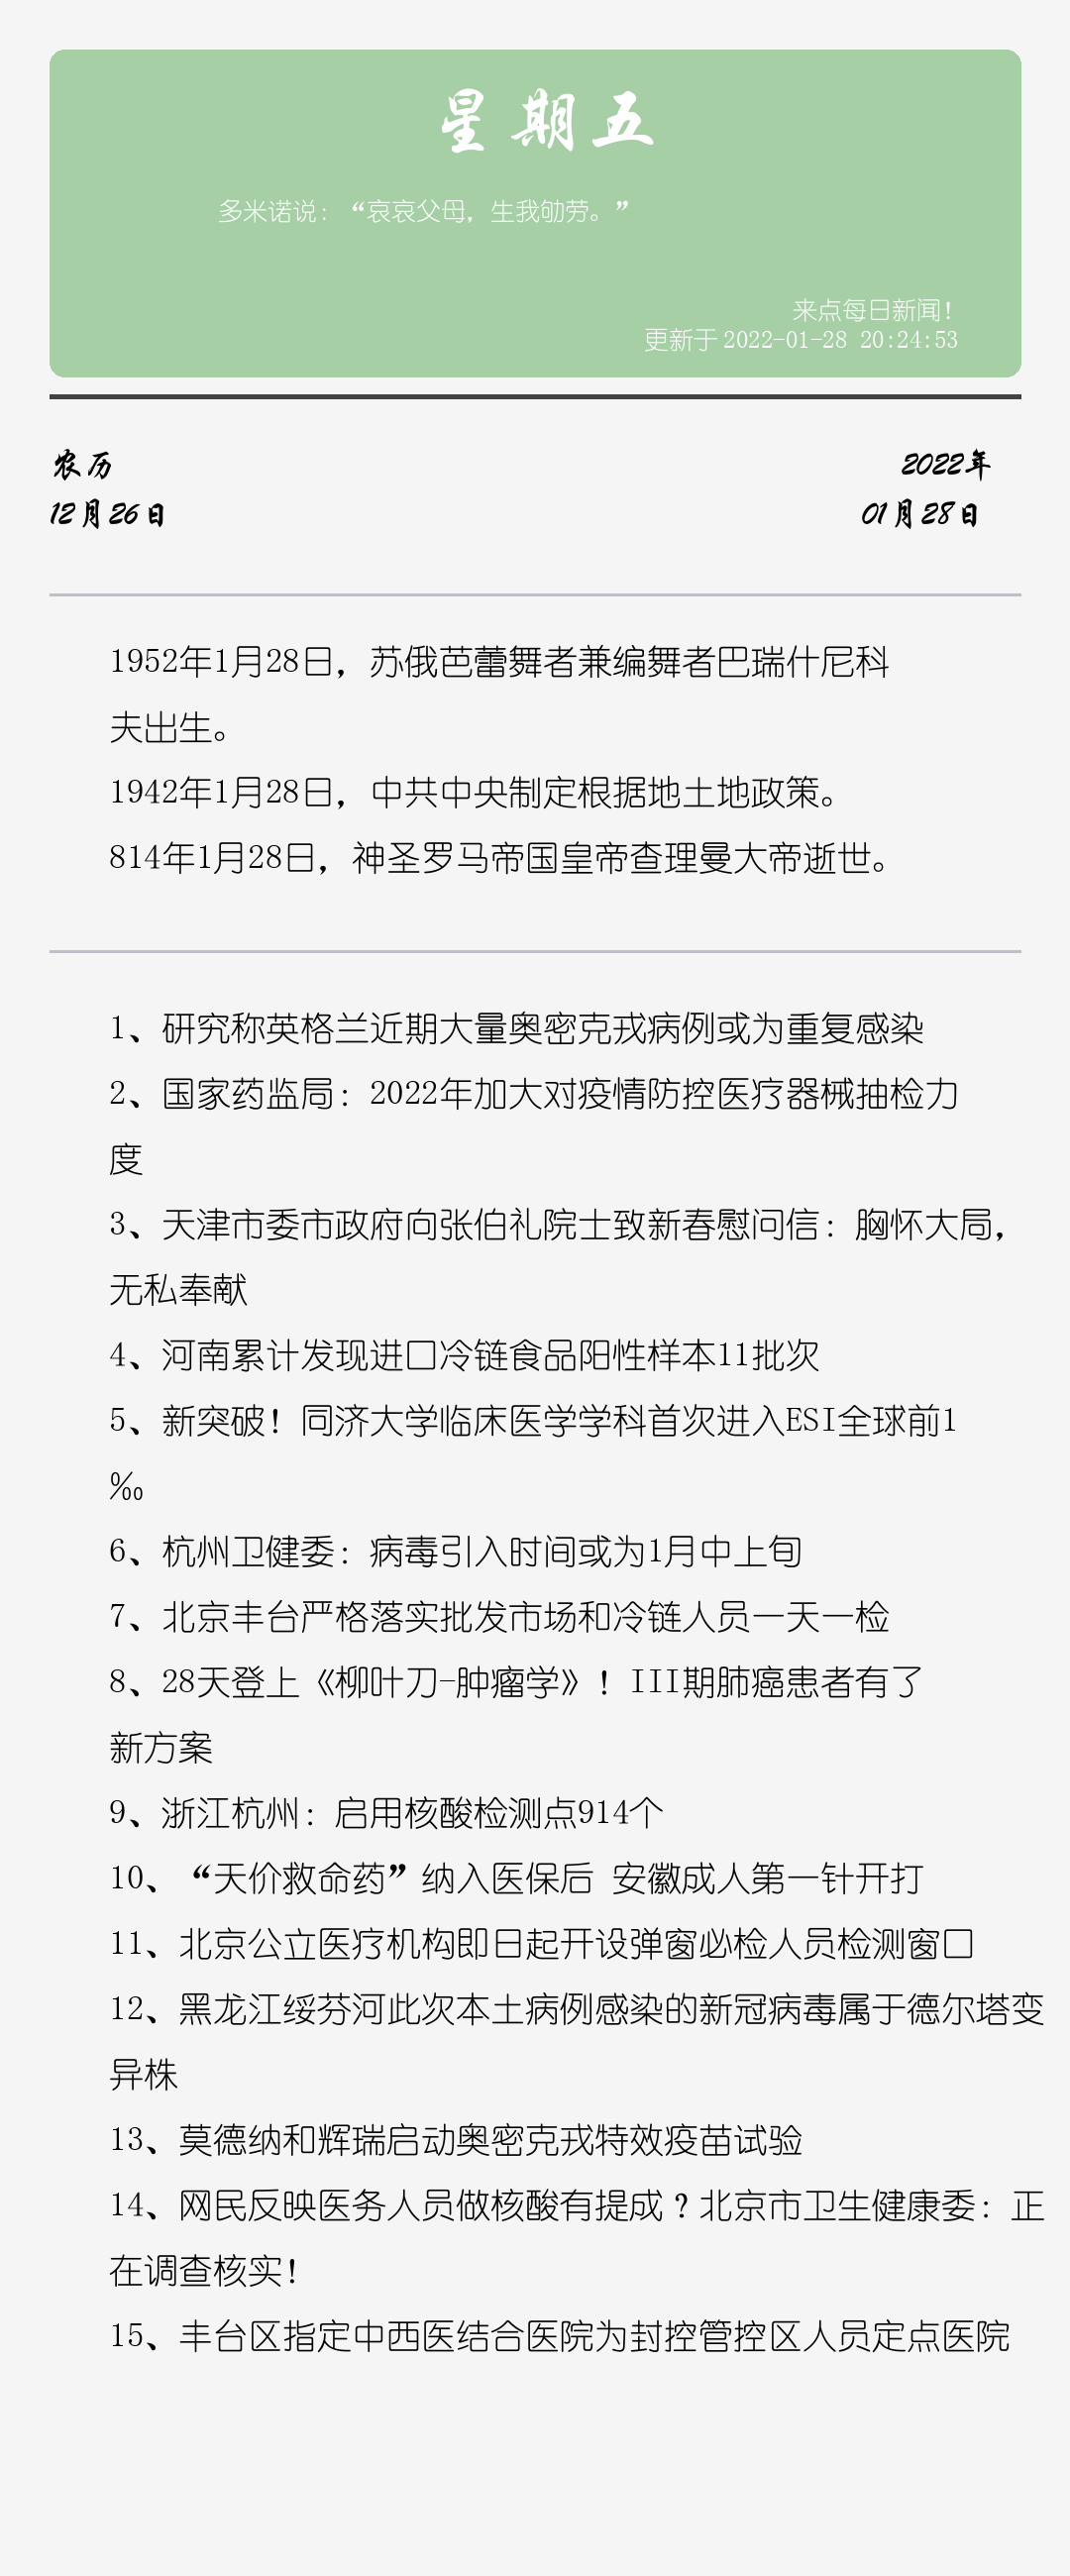 星期五
多米诺说：“哀哀父母，生我劬劳。”
来点每日新闻！
更新于 2022-01-28 20:24:53
农历
2022年
12月26日
01月28日
1952年1月28日，苏俄芭蕾舞者兼编舞者巴瑞什尼科
夫出生。
1942年1月28日，中共中央制定根据地土地政策。
814年1月28日，神圣罗马帝国皇帝查理曼大帝逝世。
1、研究称英格兰近期大量奥密克戎病例或为重复感染
2、国家药监局：2022年加大对疫情防控医疗器械抽检力
度
3、天津市委市政府向张伯礼院士致新春慰问信：胸怀大局，
无私奉献
4、河南累计发现进口冷链食品阳性样本11批次
5、新突破！同济大学临床医学学科首次进入ESI全球前1
‰
6、杭州卫健委：病毒引入时间或为1月中上旬
7、北京丰台严格落实批发市场和冷链人员一天一检
8、28天登上《柳叶刀-肿瘤学》！III期肺癌患者有了
新方案
9、浙江杭州：启用核酸检测点914个
10、“天价救命药”纳入医保后 安徽成人第一针开打
11、北京公立医疗机构即日起开设弹窗必检人员检测窗口
12、黑龙江绥芬河此次本土病例感染的新冠病毒属于德尔塔变
异株
13、莫德纳和辉瑞启动奥密克戎特效疫苗试验
14、网民反映医务人员做核酸有提成？北京市卫生健康委：正
在调查核实！
15、丰台区指定中西医结合医院为封控管控区人员定点医院